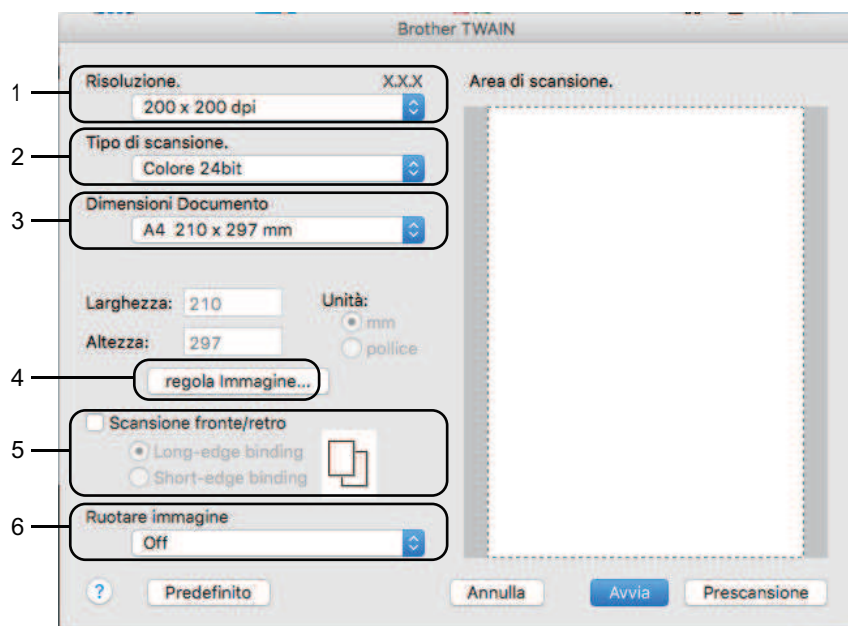 Brother TWAIN
1
Risoluzione. X.X.X
200 x 200 dpi
2
Tipo di scansione.
Colore 24bit
3
Dimensioni Documento
A4 210 x 297 mm
Larghezza: 210
Unità:
mm
Altezza: 297
pollice
4
regola Immagine...
5
Scansione fronte/retro
Long-edge binding
Short-edge binding
6
Ruotare immagine
Off
Area di scansione.
?
Predefinito
Annulla
Avvia
Prescansione